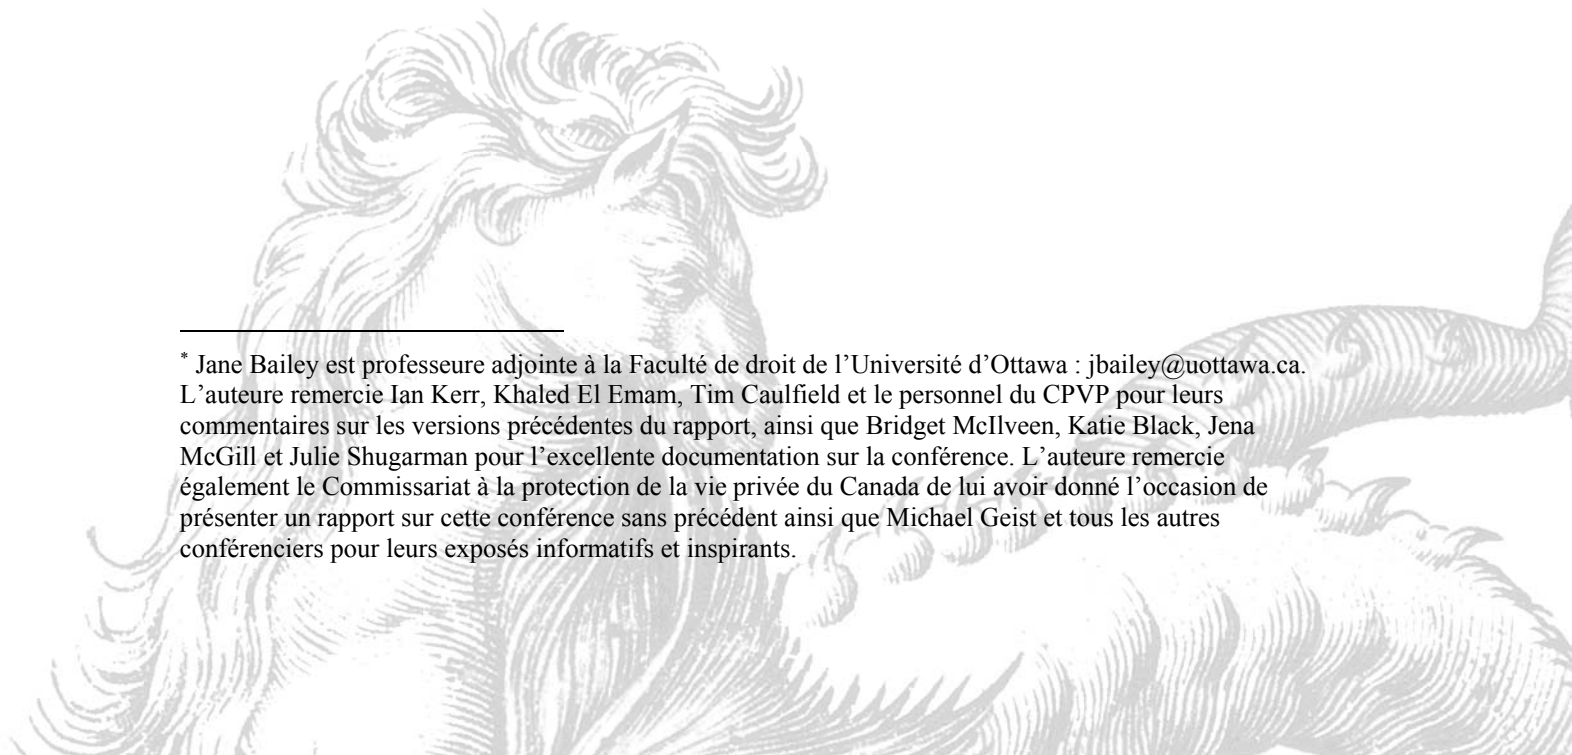 * Jane Bailey est professeure adjointe à la Faculté de droit de l’Université d’Ottawa : jbailey@uottawa.ca.
L’auteure remercie Ian Kerr, Khaled El Emam, Tim Caulfield et le personnel du CPVP pour leurs
commentaires sur les versions précédentes du rapport, ainsi que Bridget McIlveen, Katie Black, Jena
McGill et Julie Shugarman pour l’excellente documentation sur la conférence. L’auteure remercie
également le Commissariat à la protection de la vie privée du Canada de lui avoir donné l’occasion de
présenter un rapport sur cette conférence sans précédent ainsi que Michael Geist et tous les autres
conférenciers pour leurs exposés informatifs et inspirants.